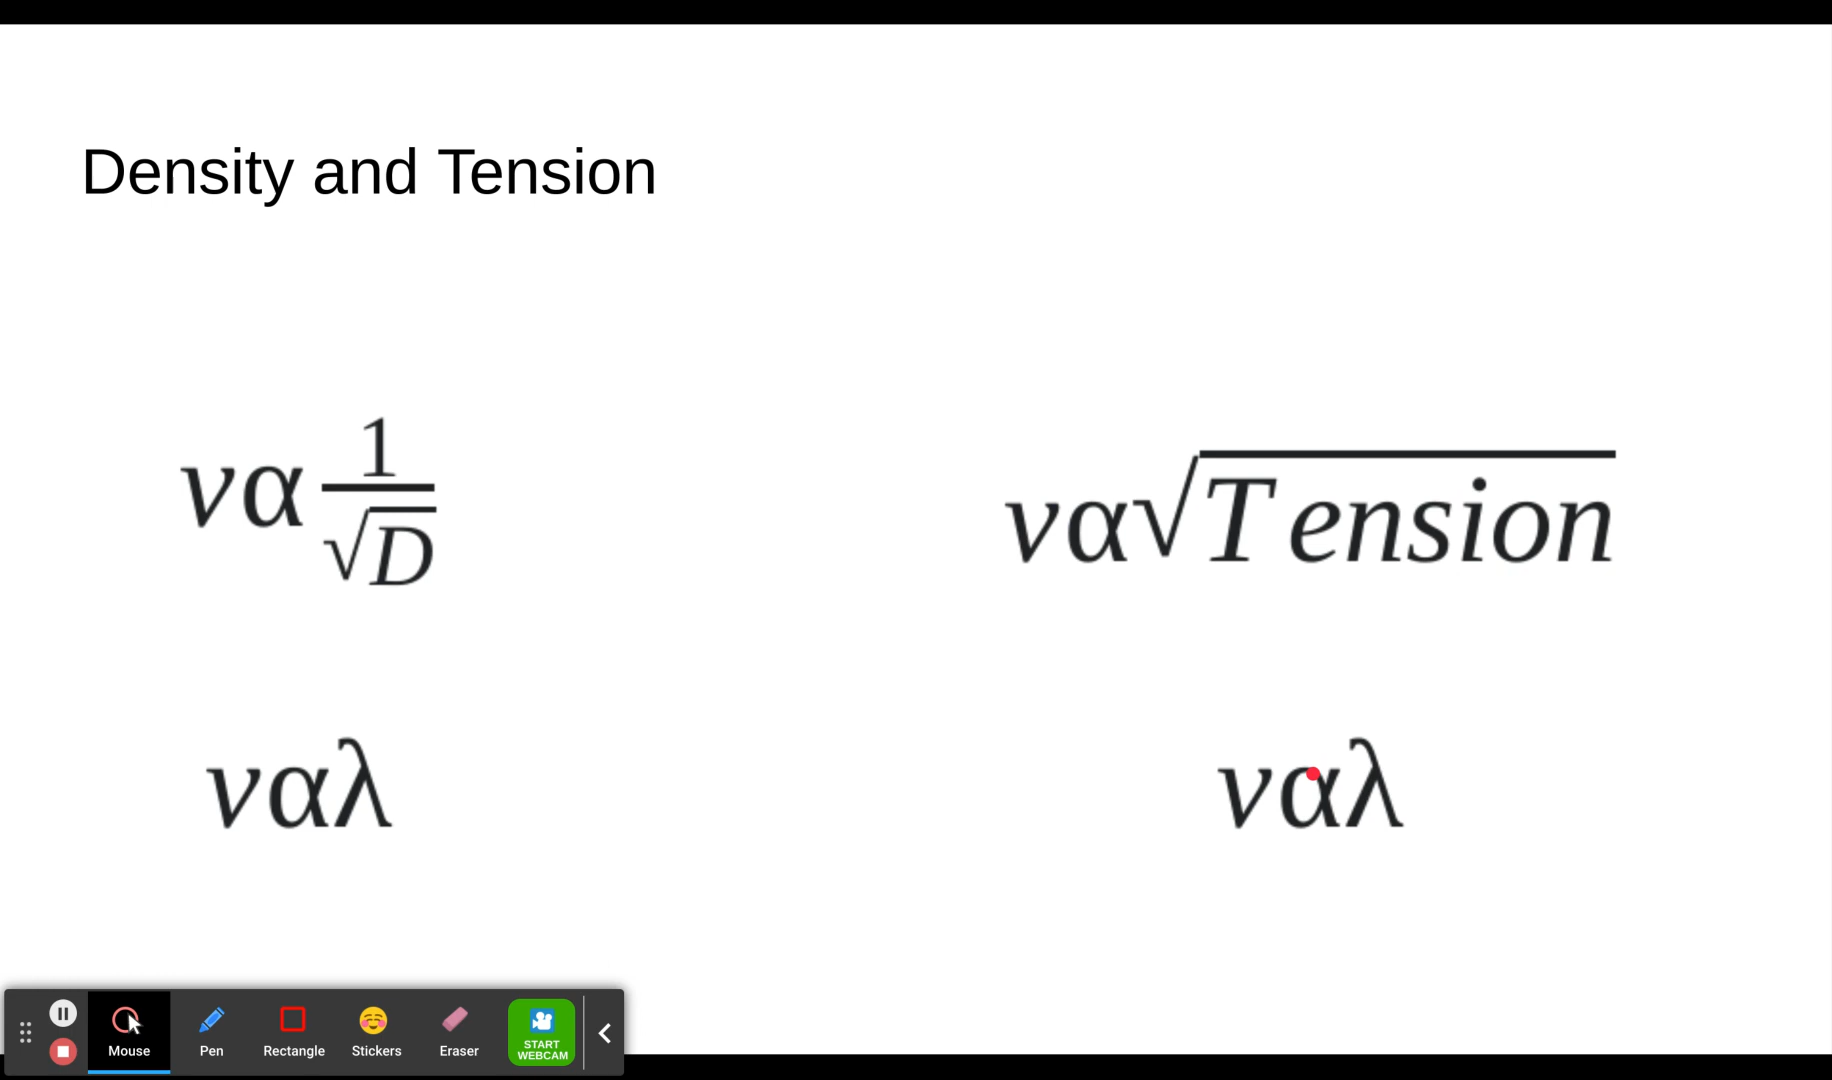 Density and Tension
vα 1/√D
vα√Tension
vαλ
vαλ
Mouse
Pen
Rectangle
Stickers
Eraser
START
WEBCAM